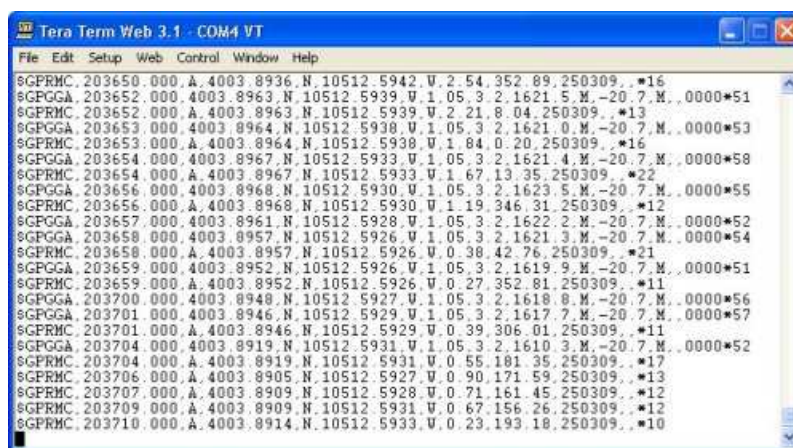 Tera Term Web 3.1 - COM4 VT
File Edit Setup Web Control Window Help
$GPRMC,203650.000,A,4003.8936,N,10512.5942,W,2.54,352.89,250309,,*16
$GPGGA,203652.000,4003.8963,N,10512.5939,W,1,05,3.2,1621.5,M,-20.7,M,,0000*51
$GPRMC,203652.000,A,4003.8963,N,10512.5939,W,2.21,8.04,250309,,*13
$GPGGA,203653.000,4003.8964,N,10512.5938,W,1,05,3.2,1621.0,M,-20.7,M,,0000*53
$GPRMC,203653.000,A,4003.8964,N,10512.5938,W,1.84,0.20,250309,,*16
$GPGGA,203654.000,4003.8967,N,10512.5933,W,1,05,3.2,1621.4,M,-20.7,M,,0000*58
$GPRMC,203654.000,A,4003.8967,N,10512.5933,W,1.67,13.35,250309,,*22
$GPGGA,203656.000,4003.8968,N,10512.5930,W,1,05,3.2,1623.5,M,-20.7,M,,0000*55
$GPRMC,203656.000,A,4003.8968,N,10512.5930,W,1.19,346.31,250309,,*12
$GPGGA,203657.000,4003.8961,N,10512.5928,W,1,05,3.2,1622.2,M,-20.7,M,,0000*52
$GPGGA,203658.000,4003.8957,N,10512.5926,W,1,05,3.2,1621.3,M,-20.7,M,,0000*54
$GPRMC,203658.000,A,4003.8957,N,10512.5926,W,0.38,42.76,250309,,*21
$GPGGA,203659.000,4003.8952,N,10512.5926,W,1,05,3.2,1619.9,M,-20.7,M,,0000*51
$GPRMC,203659.000,A,4003.8952,N,10512.5926,W,0.27,352.81,250309,,*11
$GPGGA,203700.000,4003.8948,N,10512.5927,W,1,05,3.2,1618.8,M,-20.7,M,,0000*56
$GPGGA,203701.000,4003.8946,N,10512.5929,W,1,05,3.2,1617.7,M,-20.7,M,,0000*57
$GPRMC,203701.000,A,4003.8946,N,10512.5929,W,0.39,306.01,250309,,*11
$GPGGA,203704.000,4003.8919,N,10512.5931,W,1,05,3.2,1610.3,M,-20.7,M,,0000*52
$GPRMC,203704.000,A,4003.8919,N,10512.5931,W,0.55,181.35,250309,,*17
$GPRMC,203706.000,A,4003.8905,N,10512.5927,W,0.90,171.59,250309,,*13
$GPRMC,203707.000,A,4003.8909,N,10512.5928,W,0.71,161.45,250309,,*12
$GPRMC,203709.000,A,4003.8909,N,10512.5931,W,0.67,156.26,250309,,*12
$GPRMC,203710.000,A,4003.8914,N,10512.5933,W,0.23,193.18,250309,,*10